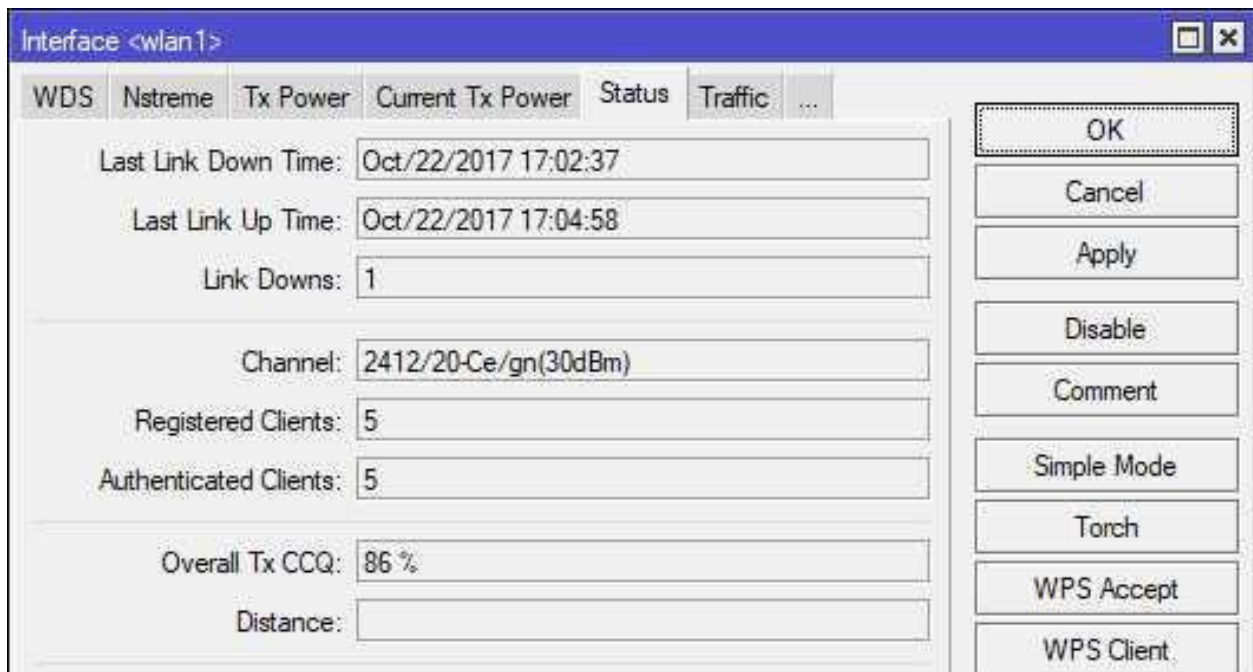 Interface <wlan1>
WDS Nstreme Tx Power Current Tx Power Status Traffic ...
Last Link Down Time: Oct/22/2017 17:02:37
Last Link Up Time: Oct/22/2017 17:04:58
Link Downs: 1
Channel: 2412/20-Ce/gn(30dBm)
Registered Clients: 5
Authenticated Clients: 5
Overall Tx CCQ: 86 %
Distance:
OK
Cancel
Apply
Disable
Comment
Simple Mode
Torch
WPS Accept
WPS Client